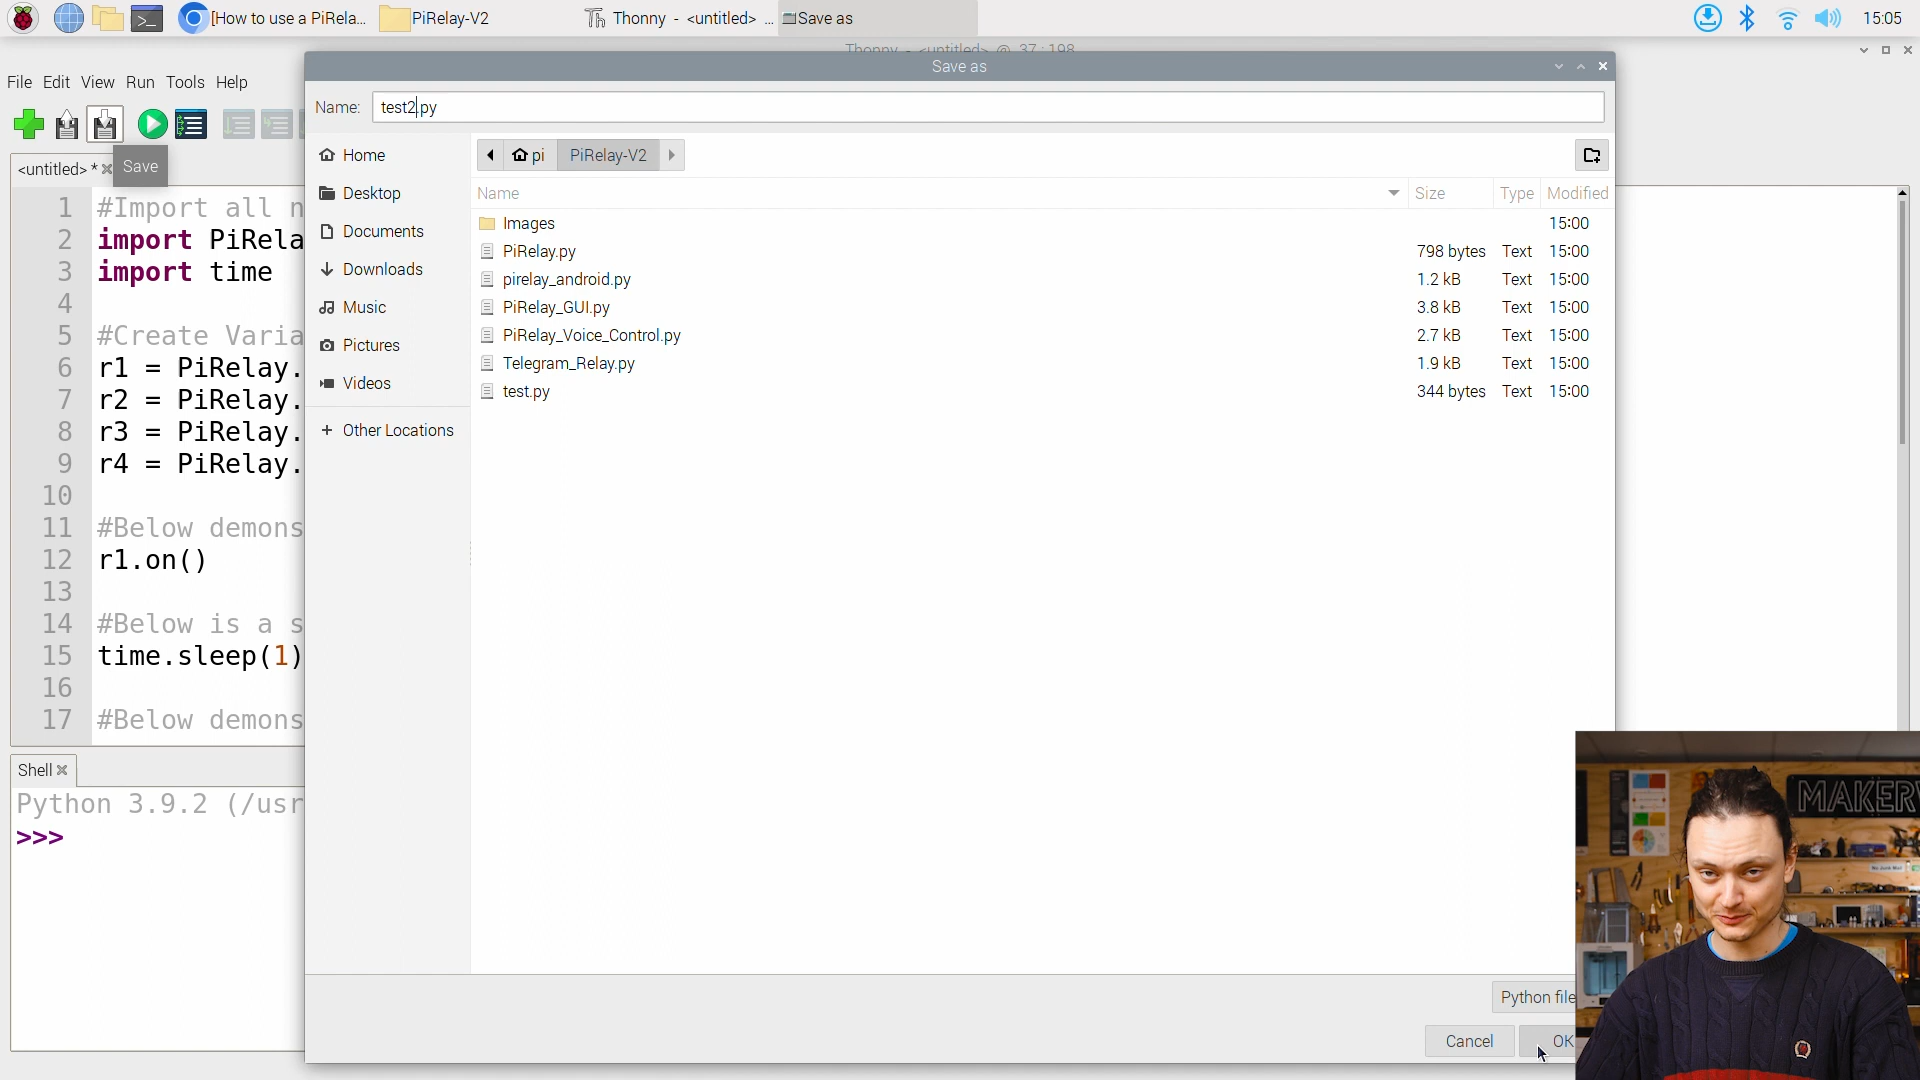 [How to use a PiRela...
PiRelay-V2
Thonny - <untitled> ...
Save as
15:05
Thonny - <untitled> @ 37 : 198
Save as
File Edit View Run Tools Help
Name: test2.py
<untitled> *
Save
Home
Desktop
Documents
Downloads
Music
Pictures
Videos
Other Locations
pi
PiRelay-V2
Name Size Type Modified
Images 15:00
PiRelay.py 798 bytes Text 15:00
pirelay_android.py 1.2 kB Text 15:00
PiRelay_GUI.py 3.8 kB Text 15:00
PiRelay_Voice_Control.py 2.7 kB Text 15:00
Telegram_Relay.py 1.9 kB Text 15:00
test.py 344 bytes Text 15:00
1 #Import all n
2 import PiRela
3 import time
4
5 #Create Varia
6 r1 = PiRelay.
7 r2 = PiRelay.
8 r3 = PiRelay.
9 r4 = PiRelay.
10
11 #Below demons
12 r1.on()
13
14 #Below is a s
15 time.sleep(1)
16
17 #Below demons
Shell
Python 3.9.2 (/usr
>>>
Python file
Cancel
OK
MAKERV